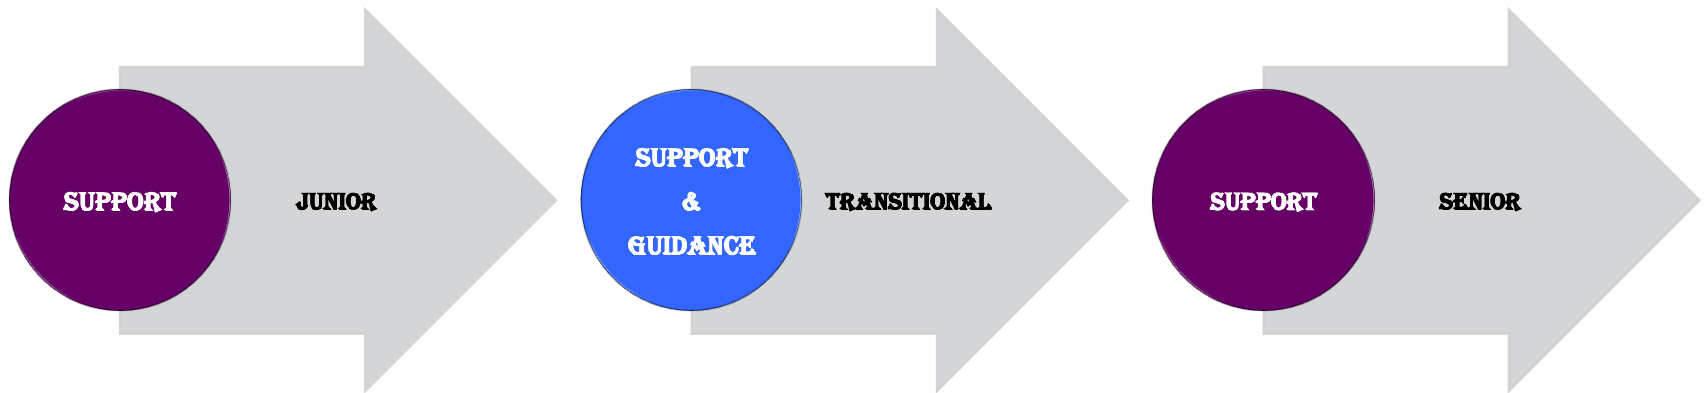 SUPPORT
JUNIOR
SUPPORT
&
GUIDANCE
TRANSITIONAL
SUPPORT
SENIOR